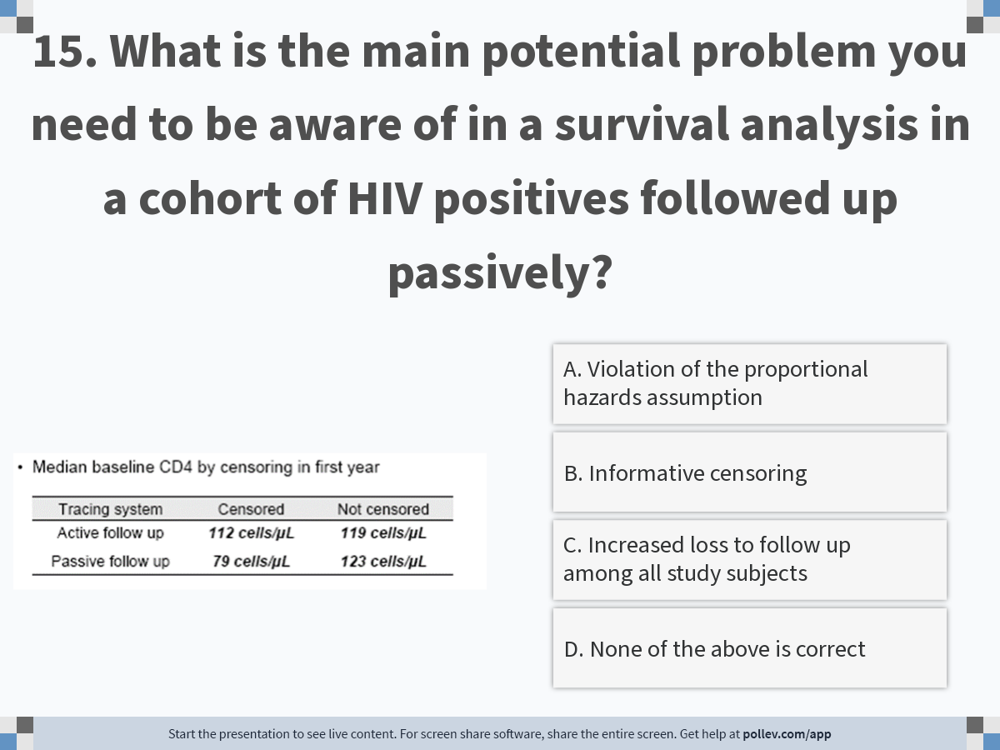 15. What is the main potential problem you
need to be aware of in a survival analysis in
a cohort of HIV positives followed up
passively?
• Median baseline CD4 by censoring in first year
Tracing system Censored Not censored
Active follow up 112 cells/µL 119 cells/µL
Passive follow up 79 cells/µL 123 cells/µL
A. Violation of the proportional
hazards assumption
B. Informative censoring
C. Increased loss to follow up
among all study subjects
D. None of the above is correct
Start the presentation to see live content. For screen share software, share the entire screen. Get help at pollev.com/app